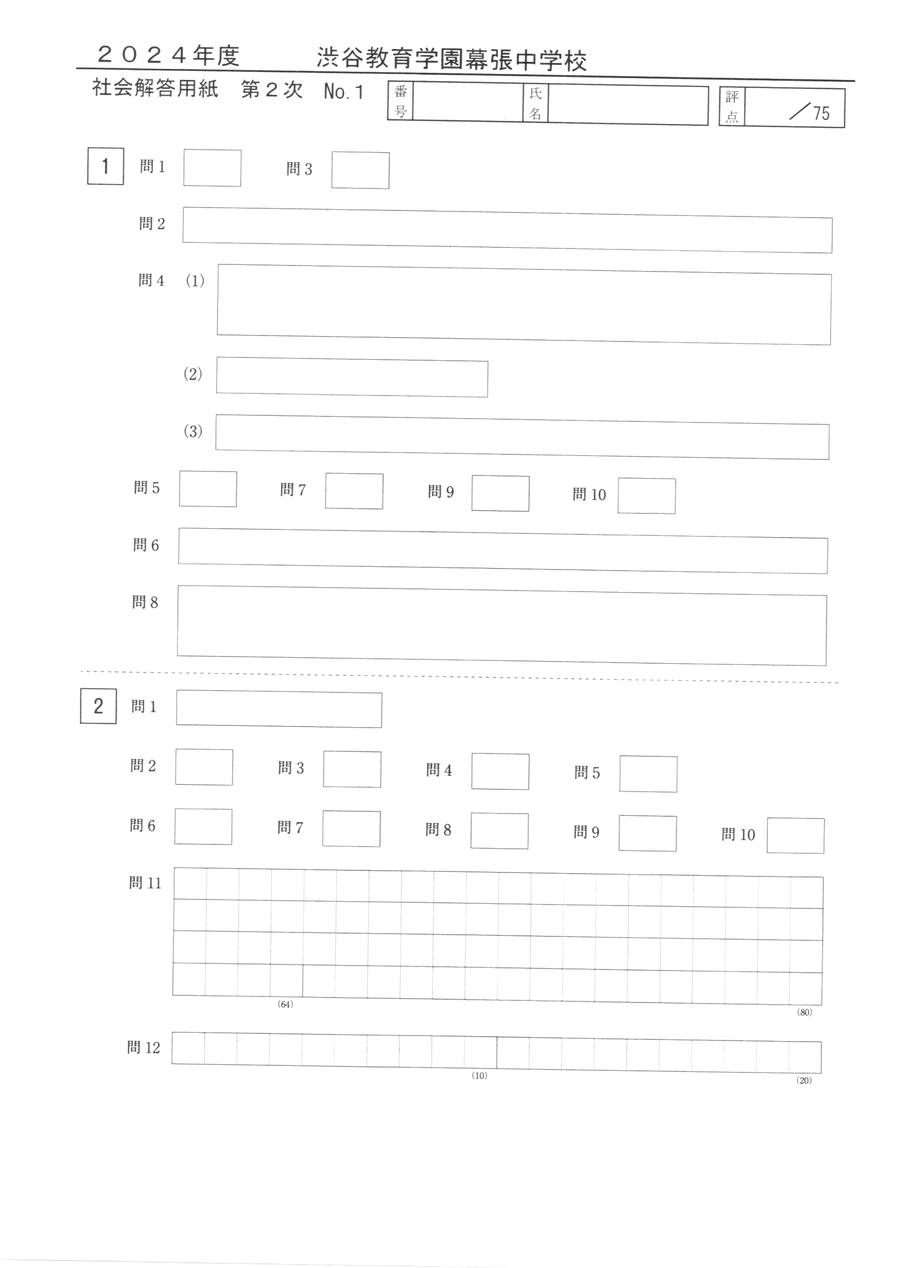 2024年度 渋谷教育学園幕張中学校
社会解答用紙 第2次 No.1 番号 氏名 評点 /75
1 問1 問3
問2
問4 (1)
(2)
(3)
問5 問7 問9 問10
問6
問8
2 問1
問2 問3 問4 問5
問6 問7 問8 問9 問10
問11
(64) (80)
問12
(10) (20)